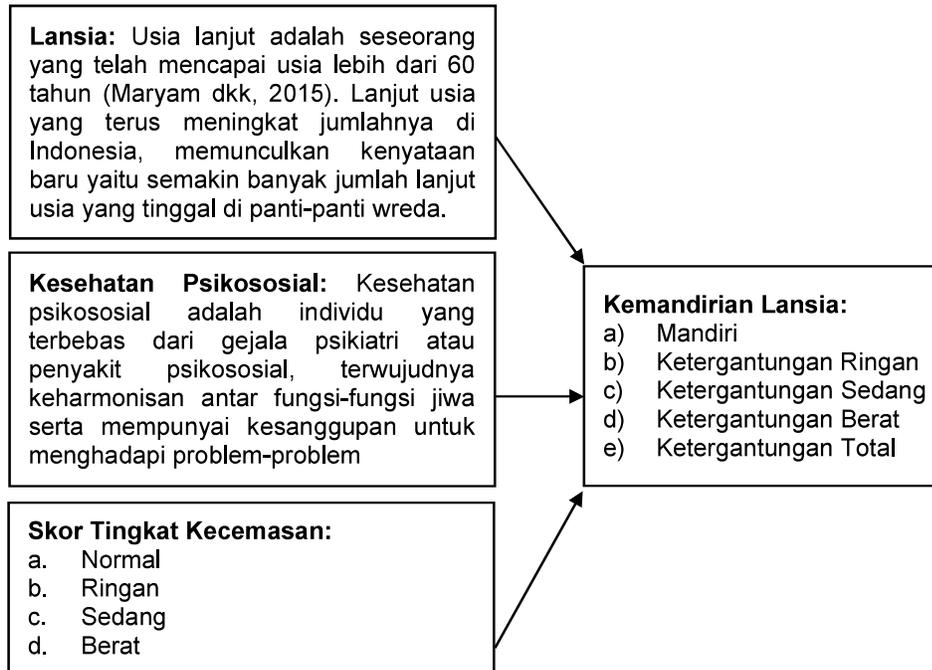 Lansia: Usia lanjut adalah seseorang
yang telah mencapai usia lebih dari 60
tahun (Maryam dkk, 2015). Lanjut usia
yang terus meningkat jumlahnya di
Indonesia, memunculkan kenyataan
baru yaitu semakin banyak jumlah lanjut
usia yang tinggal di panti-panti wreda.
Kesehatan Psikososial: Kesehatan
psikososial adalah individu yang
terbebas dari gejala psikiatri atau
penyakit psikososial, terwujudnya
keharmonisan antar fungsi-fungsi jiwa
serta mempunyai kesanggupan untuk
menghadapi problem-problem
Skor Tingkat Kecemasan:
a. Normal
b. Ringan
c. Sedang
d. Berat
Kemandirian Lansia:
a) Mandiri
b) Ketergantungan Ringan
c) Ketergantungan Sedang
d) Ketergantungan Berat
e) Ketergantungan Total